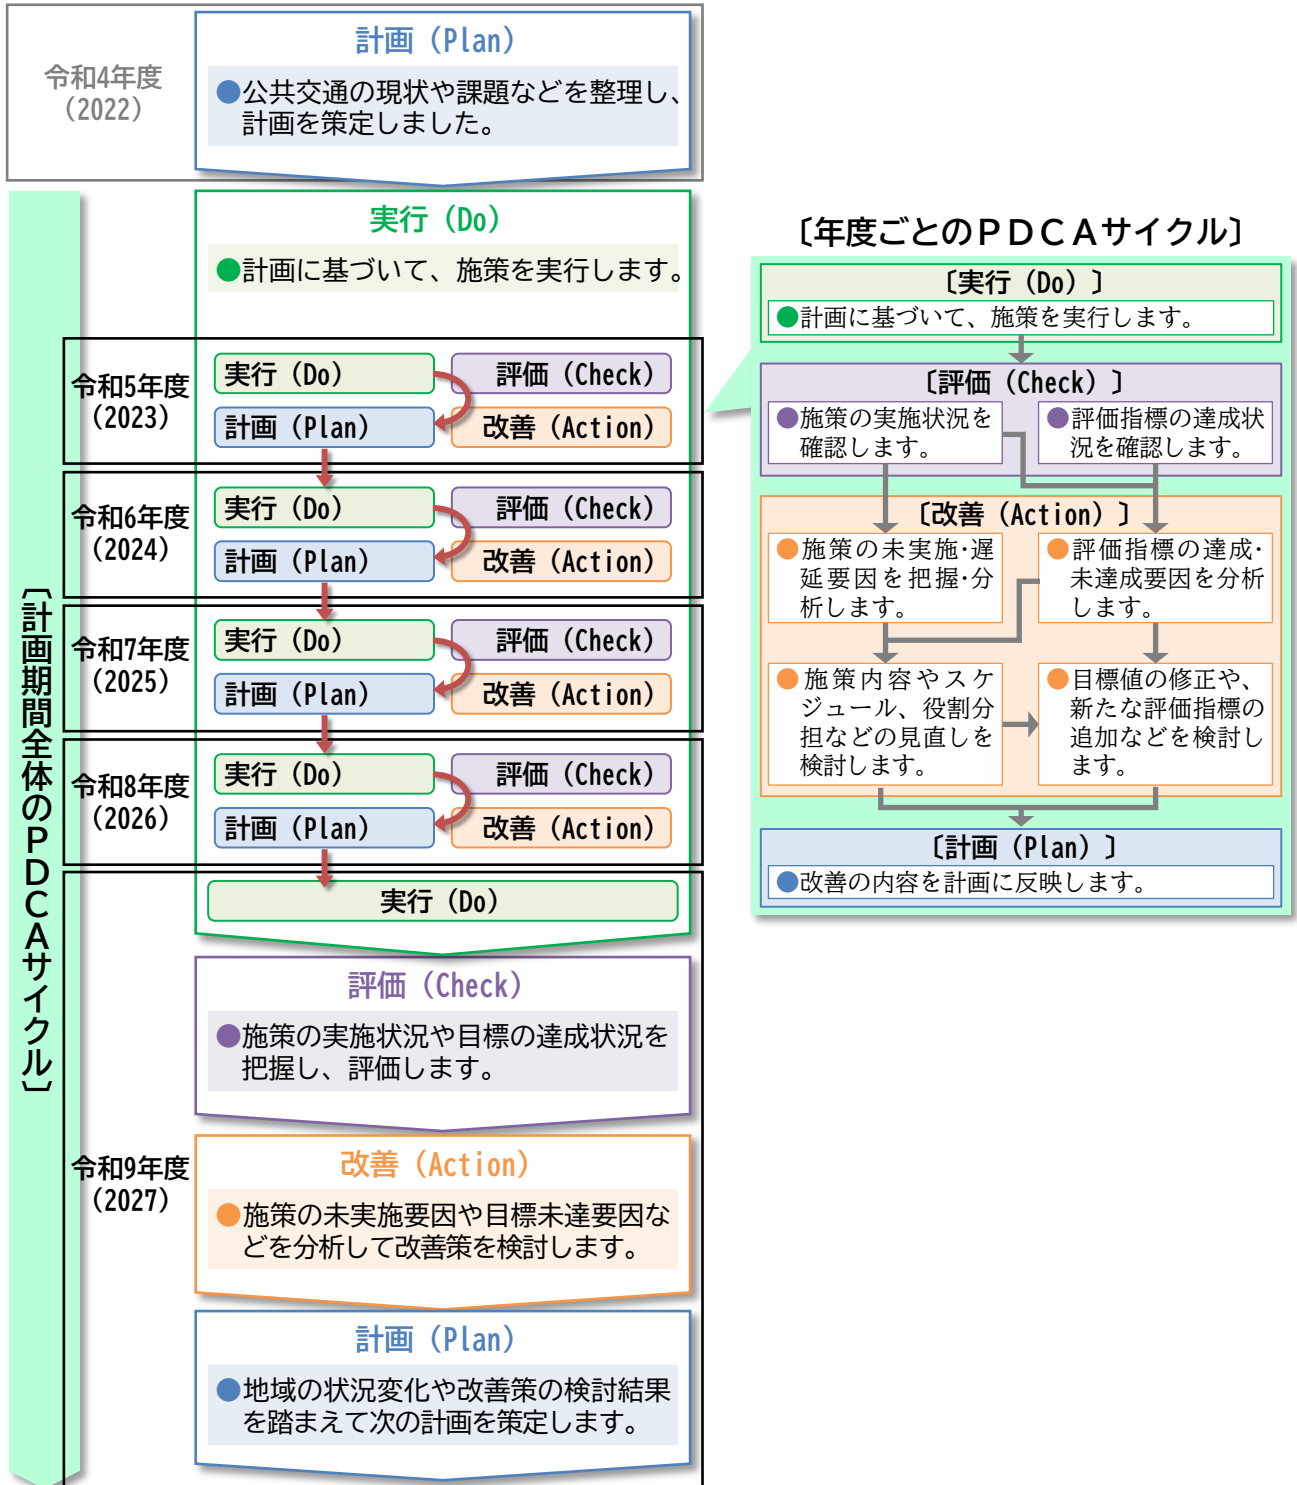 令和4年度
（2022）
計画（Plan）
●公共交通の現状や課題などを整理し、
計画を策定しました。
〔計画期間全体のＰＤＣＡサイクル〕
実行（Do）
●計画に基づいて、施策を実行します。
令和5年度
（2023）
実行（Do）
評価（Check）
計画（Plan）
改善（Action）
令和6年度
（2024）
実行（Do）
評価（Check）
計画（Plan）
改善（Action）
令和7年度
（2025）
実行（Do）
評価（Check）
計画（Plan）
改善（Action）
令和8年度
（2026）
実行（Do）
評価（Check）
計画（Plan）
改善（Action）
令和9年度
（2027）
実行（Do）
評価（Check）
●施策の実施状況や目標の達成状況を
把握し、評価します。
改善（Action）
●施策の未実施要因や目標未達要因な
どを分析して改善策を検討します。
計画（Plan）
●地域の状況変化や改善策の検討結果
を踏まえて次の計画を策定します。
〔年度ごとのＰＤＣＡサイクル〕
〔実行（Do）〕
●計画に基づいて、施策を実行します。
〔評価（Check）〕
●施策の実施状況を
確認します。
●評価指標の達成状
況を確認します。
〔改善（Action）〕
●施策の未実施・遅
延要因を把握・分
析します。
●評価指標の達成・
未達成要因を分析
します。
●施策内容やスケ
ジュール、役割分
担などの見直しを
検討します。
●目標値の修正や、
新たな評価指標の
追加などを検討し
ます。
〔計画（Plan）〕
●改善の内容を計画に反映します。